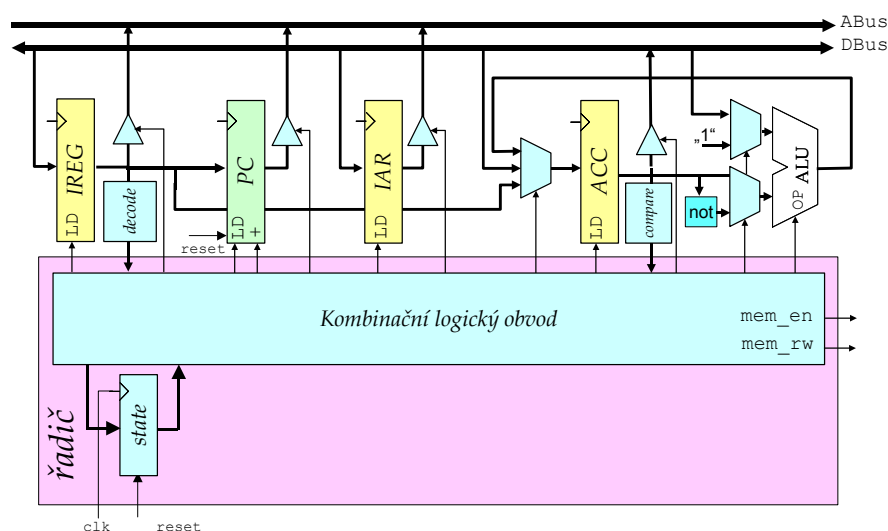 ABus
DBus
IREG
LD
decode
PC
LD
+
reset
IAR
LD
ACC
LD
compare
„1“
not
ALU
OP
Kombinační logický obvod
mem_en
mem_rw
řadič
state
clk
reset